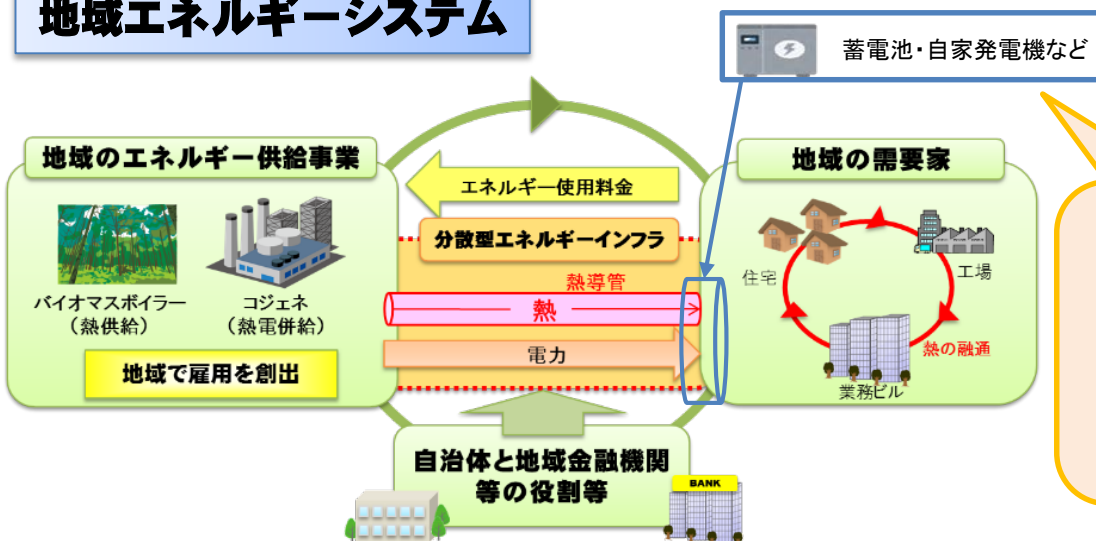 地域エネルギーシステム
蓄電池・自家発電機など
地域のエネルギー供給事業
バイオマスボイラー
（熱供給）
コジェネ
（熱電併給）
地域で雇用を創出
エネルギー使用料金
分散型エネルギーインフラ
熱導管
熱
電力
地域の需要家
住宅
工場
熱の融通
業務ビル
自治体と地域金融機関
等の役割等
BANK